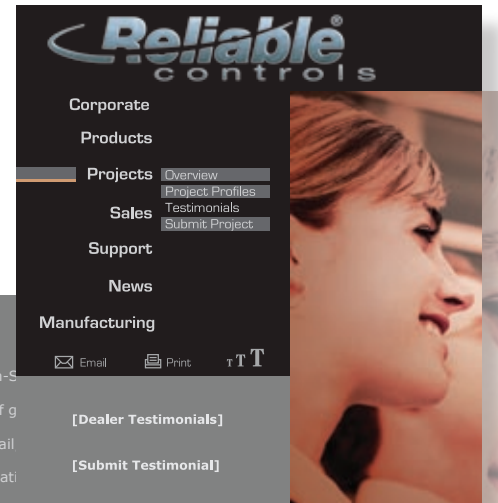 Reliable
controls
Corporate
Products
Projects
Overview
Project Profiles
Testimonials
Submit Project
Sales
Support
News
Manufacturing
Email
Print
T T T
[Dealer Testimonials]
[Submit Testimonial]